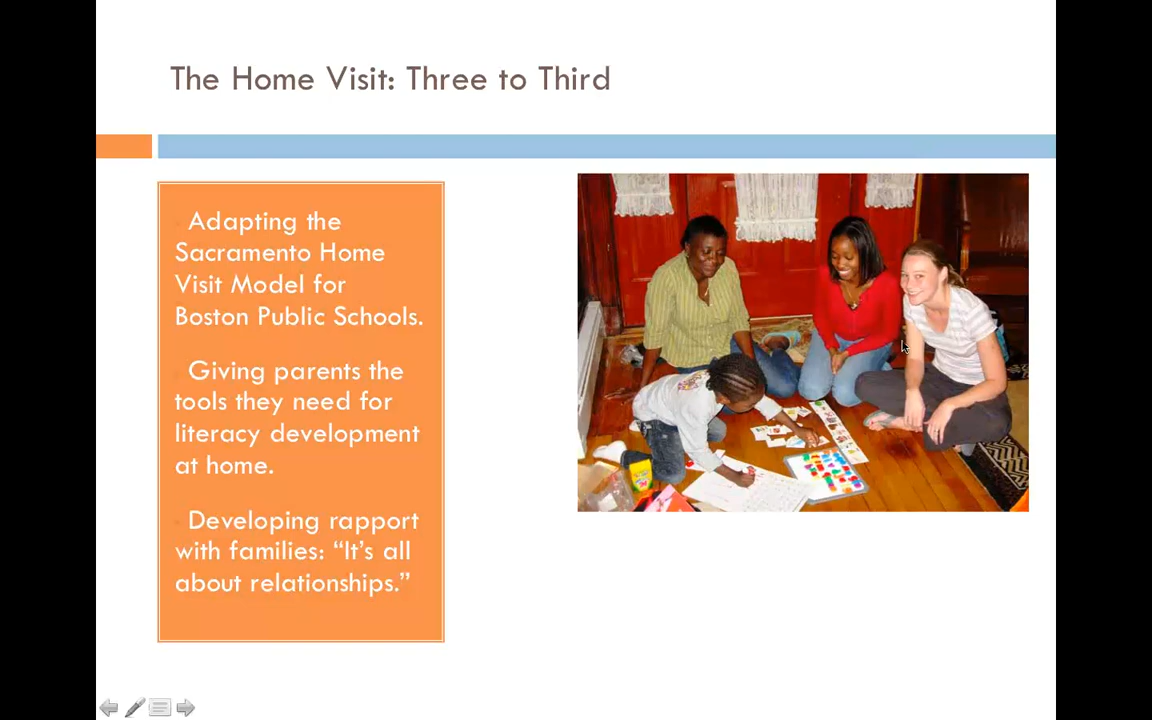 The Home Visit: Three to Third
Adapting the
Sacramento Home
Visit Model for
Boston Public Schools.
Giving parents the
tools they need for
literacy development
at home.
Developing rapport
with families: “It’s all
about relationships.”